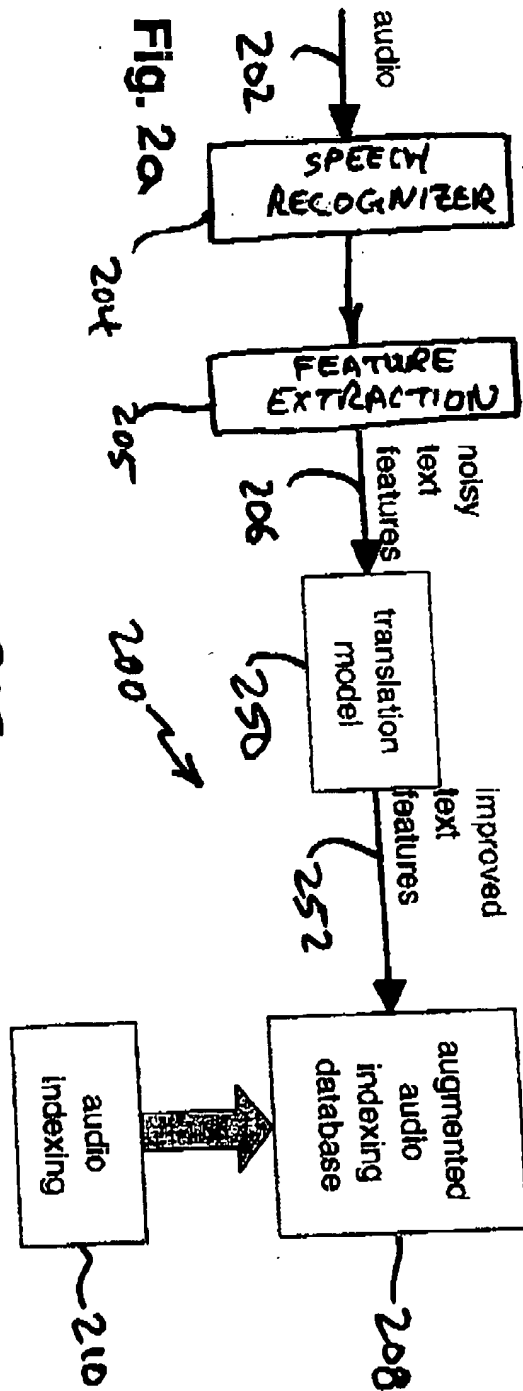 audio
202
SPEECH
RECOGNIZER
204
FEATURE
EXTRACTION
205
noisy
text
features
206
translation
model
250
improved
text
features
252
augmented
audio
indexing
database
208
audio
indexing
210
200
Fig. 2a